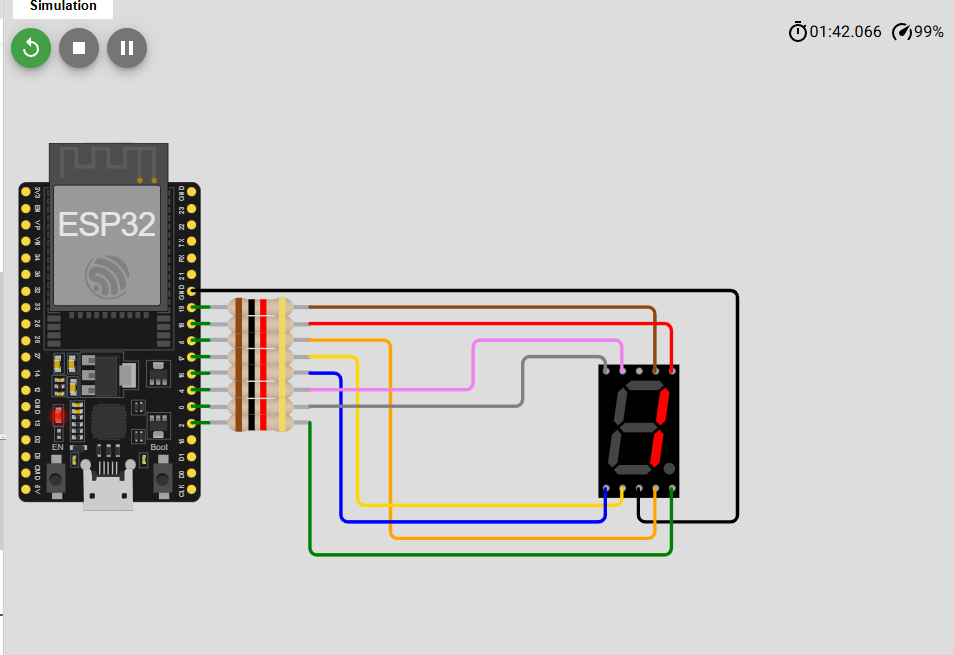 Simulation
01:42.066 99%
ESP32
3V3
EN
VP
VN
34
35
32
33
25
26
27
14
12
GND
13
D2
D3
CMD
5V
GND
23
22
TX
RX
21
GND
19
18
5
17
16
4
0
2
15
D1
D0
CLK
EN
Boot